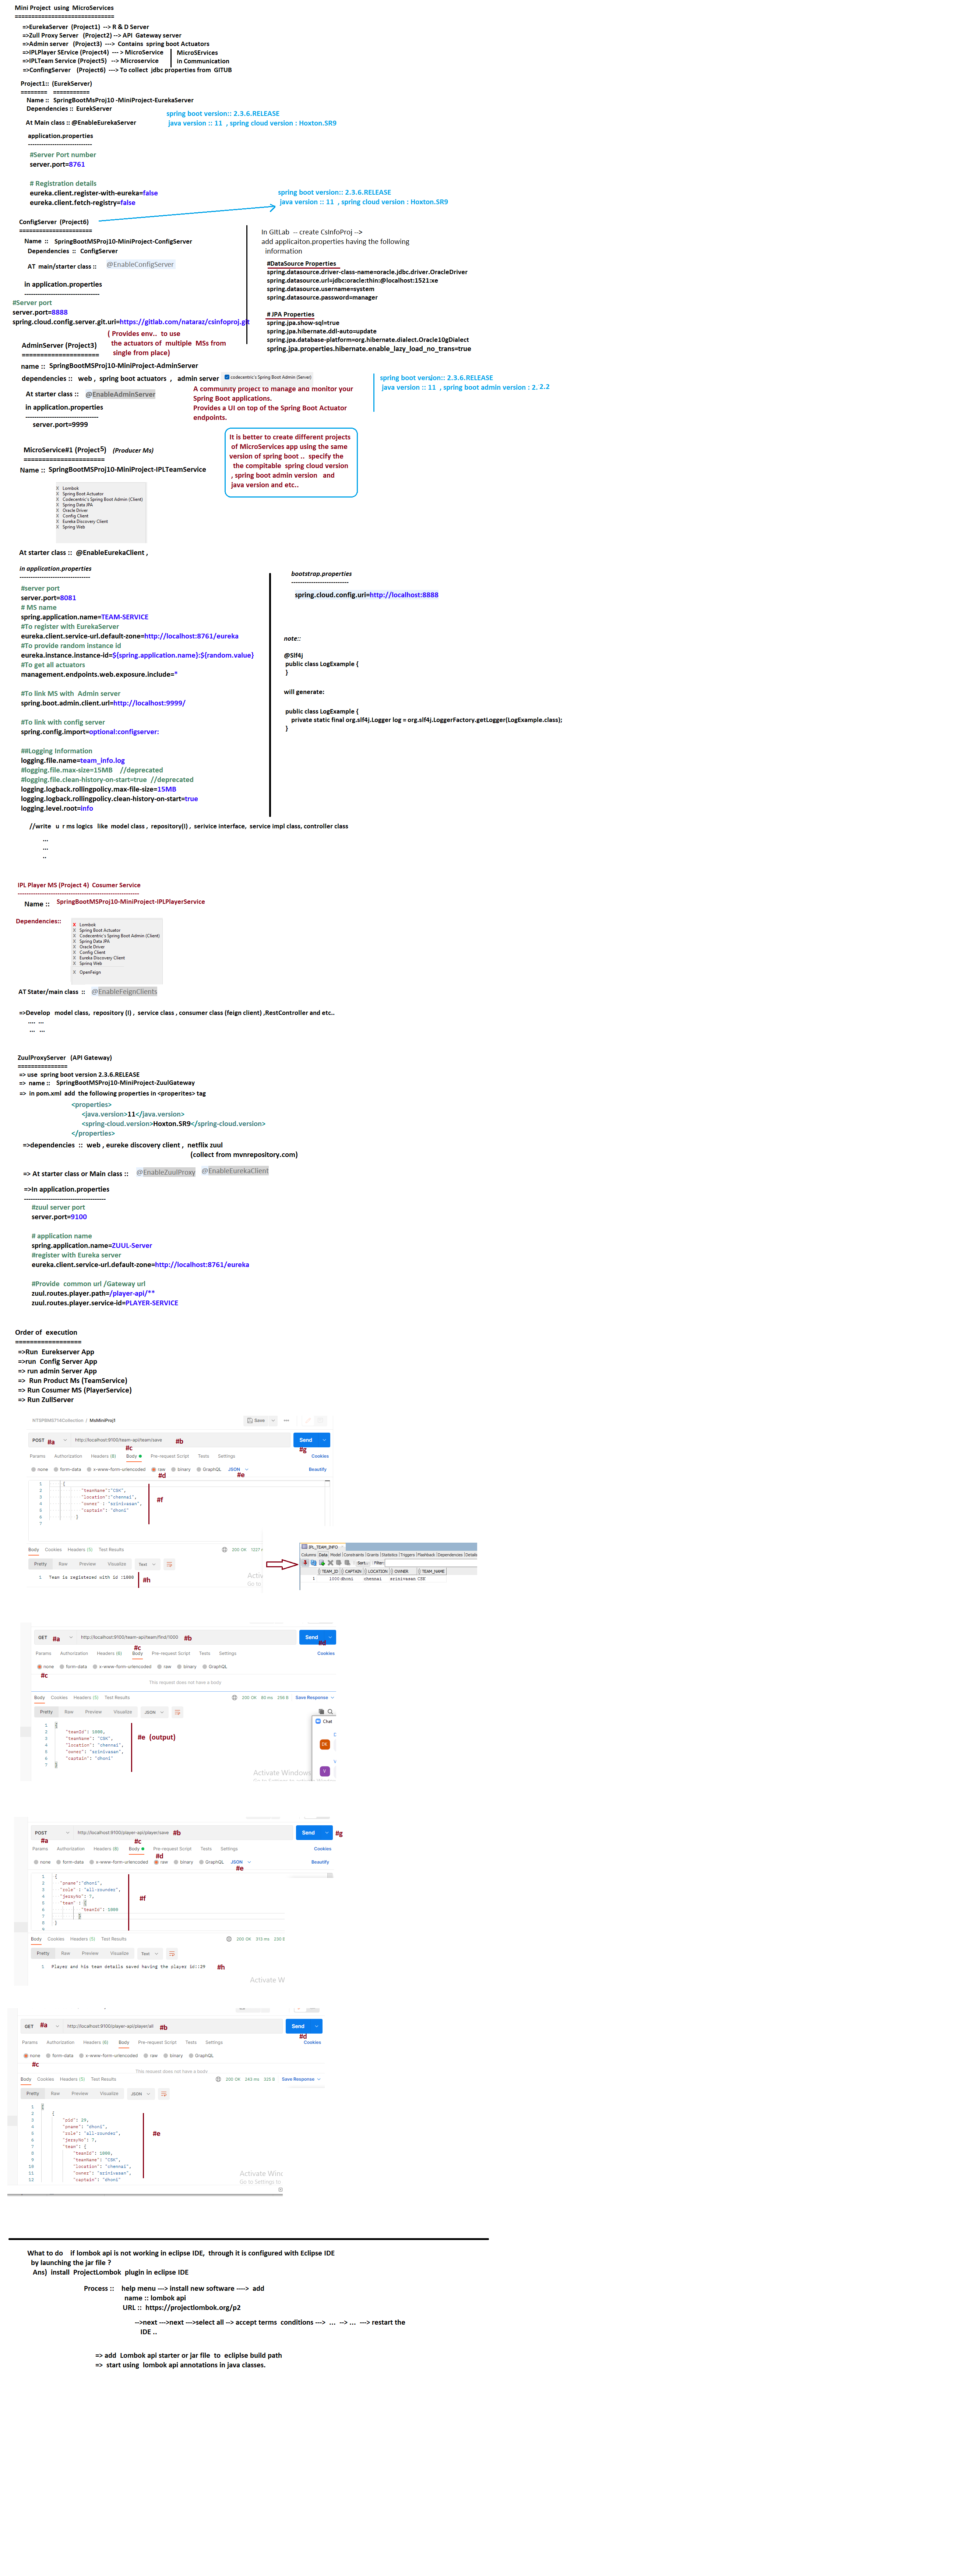 Mini Project using MicroServices
===========================
=>EurekaServer (Project1) --> R & D Server
=>Zull Proxy Server (Project2) --> API Gateway server
=>Admin server (Project3) ---> Contains spring boot Actuators
=>IPLPlayer SErvice (Project4) --- > MicroService
=>IPLTeam Service (Project5) --> Microservice
MicroSErvices
in Communication
=>ConfingServer (Project6) ---> To collect jdbc properties from GITUB
Project1:: (EurekServer)
======== ===========
Name :: SpringBootMsProj10 -MiniProject-EurekaServer
Dependencies :: EurekServer
At Main class :: @EnableEurekaServer
spring boot version:: 2.3.6.RELEASE
java version :: 11 , spring cloud version : Hoxton.SR9
application.properties
----------------------------
#Server Port number
server.port=8761
# Registration details
eureka.client.register-with-eureka=false
eureka.client.fetch-registry=false
spring boot version:: 2.3.6.RELEASE
java version :: 11 , spring cloud version : Hoxton.SR9
ConfigServer (Project6)
====================
Name :: SpringBootMSProj10-MiniProject-ConfigServer
Dependencies :: ConfigServer
AT main/starter class :: @EnableConfigServer
in application.properties
---------------------------------
#Server port
server.port=8888
spring.cloud.config.server.git.uri=https://gitlab.com/nataraz/csinfoproj.git
In GitLab -- create CsInfoProj -->
add applicaiton.properties having the following
information
#DataSource Properties
spring.datasource.driver-class-name=oracle.jdbc.driver.OracleDriver
spring.datasource.url=jdbc:oracle:thin:@localhost:1521:xe
spring.datasource.username=system
spring.datasource.password=manager
# JPA Properties
spring.jpa.show-sql=true
spring.jpa.hibernate.ddl-auto=update
spring.jpa.database-platform=org.hibernate.dialect.Oracle10gDialect
spring.jpa.properties.hibernate.enable_lazy_load_no_trans=true
AdminServer (Project3)
=====================
( Provides env.. to use
the actuators of multiple MSs from
single from place)
name :: SpringBootMSProj10-MiniProject-AdminServer
dependencies :: web , spring boot actuators , admin server
codecentric's Spring Boot Admin (Server)
A community project to manage and monitor your
Spring Boot applications.
Provides a UI on top of the Spring Boot Actuator
endpoints.
spring boot version:: 2.3.6.RELEASE
java version :: 11 , spring boot admin version : 2. 2.2
At starter class :: @EnableAdminServer
in application.properties
--------------------------------
server.port=9999
It is better to create different projects
of MicroServices app using the same
version of spring boot .. specify the
the compitable spring cloud version
, spring boot admin version and
java version and etc..
MicroService#1 (Project5) (Producer Ms)
======================
Name :: SpringBootMSProj10-MiniProject-IPLTeamService
X Lombok
X Spring Boot Actuator
X Codecentric's Spring Boot Admin (Client)
X Spring Data JPA
X Oracle Driver
X Config Client
X Eureka Discovery Client
X Spring Web
At starter class :: @EnableEurekaClient ,
in application.properties
-------------------------------
#server port
server.port=8081
# MS name
spring.application.name=TEAM-SERVICE
#To register with EurekaServer
eureka.client.service-url.default-zone=http://localhost:8761/eureka
#To provide random instance id
eureka.instance.instance-id=${spring.application.name}:${random.value}
#To get all actuators
management.endpoints.web.exposure.include=*
#To link MS with Admin server
spring.boot.admin.client.url=http://localhost:9999/
#To link with config server
spring.config.import=optional:configserver:
##Logging Information
logging.file.name=team_info.log
#logging.file.max-size=15MB //deprecated
#logging.file.clean-history-on-start=true //deprecated
logging.logback.rollingpolicy.max-file-size=15MB
logging.logback.rollingpolicy.clean-history-on-start=true
logging.level.root=info
bootstrap.properties
-------------------------
spring.cloud.config.uri=http://localhost:8888
note::
@Slf4j
public class LogExample {
}
will generate:
public class LogExample {
private static final org.slf4j.Logger log = org.slf4j.LoggerFactory.getLogger(LogExample.class);
}
//write u r ms logics like model class , repository(i) , serivice interface, service impl class, controller class
...
...
..
IPL Player MS (Project 4) Cosumer Service
-----------------------------------------------------
Name :: SpringBootMSProj10-MiniProject-IPLPlayerService
Dependencies::
X Lombok
X Spring Boot Actuator
X Codecentric's Spring Boot Admin (Client)
X Spring Data JPA
X Oracle Driver
X Config Client
X Eureka Discovery Client
X Spring Web
X OpenFeign
AT Stater/main class :: @EnableFeignClients
=>Develop model class, repository (i) , service class , consumer class (feign client) ,RestController and etc..
.... ...
... ...
ZuulProxyServer (API Gateway)
==============
=> use spring boot version 2.3.6.RELEASE
=> name :: SpringBootMSProj10-MiniProject-ZuulGateway
=> in pom.xml add the following properties in <properites> tag
<properties>
<java.version>11</java.version>
<spring-cloud.version>Hoxton.SR9</spring-cloud.version>
</properties>
=>dependencies :: web , eureke discovery client , netflix zuul
(collect from mvnrepository.com)
=> At starter class or Main class :: @EnableZuulProxy @EnableEurekaClient
=>In application.properties
------------------------------------
#zuul server port
server.port=9100
# application name
spring.application.name=ZUUL-Server
#register with Eureka server
eureka.client.service-url.default-zone=http://localhost:8761/eureka
#Provide common url /Gateway url
zuul.routes.player.path=/player-api/**
zuul.routes.player.service-id=PLAYER-SERVICE
Order of execution
==================
=>Run Eurekserver App
=>run Config Server App
=> run admin Server App
=> Run Product Ms (TeamService)
=> Run Cosumer MS (PlayerService)
=> Run ZullServer
MsMiniProj1
Save
POST #a http://localhost:9100/team-api/team/save #b Send
#c #g
Params Authorization Headers (8) Body Pre-request Script Tests Settings Cookies
none form-data x-www-form-urlencoded raw binary GraphQL JSON Beautify
#d #e
1 {
2 "teamName":"CSK",
3 "location":"chennai",
4 "owner" : "srinivasan",
5 "captain": "dhoni"
6 }
7
#f
Body Cookies Headers (5) Test Results 200 OK
Pretty Raw Preview Visualize Text
1 Team is registered with id :1000
#h
IPL_TEAM_INFO
Columns Data Model Constraints Grants Statistics Triggers Flashback Dependencies Details
Sort.. Filter:
TEAM_ID CAPTAIN LOCATION OWNER TEAM_NAME
1 1000 dhoni chennai srinivasan CSK
GET #a http://localhost:9100/team-api/team/find/1000 #b Send
#c #d
Params Authorization Headers (6) Body Pre-request Script Tests Settings Cookies
none form-data x-www-form-urlencoded raw binary GraphQL
#c
This request does not have a body
Body Cookies Headers (5) Test Results 200 OK 80 ms 238 B Save Response
Pretty Raw Preview Visualize JSON
Chat
1 {
2 "teamId": 1000,
3 "teamName": "CSK",
4 "location": "chennai",
5 "owner": "srinivasan",
6 "captain": "dhoni"
7 }
#e (output)
Activate Windows
POST http://localhost:9100/player-api/player/save #b Send #g
#a #c
Params Authorization Headers (8) Body Pre-request Script Tests Settings Cookies
#d
none form-data x-www-form-urlencoded raw binary GraphQL JSON Beautify
#e
1 {
2 "pname":"dhoni",
3 "role" : "all-rounder",
4 "jersyNo": 7,
5 "team" : {
6 "teamId": 1000
7 }
8 }
9
#f
Body Cookies Headers (5) Test Results 200 OK 313 ms 230 B
Pretty Raw Preview Visualize Text
1 Player and his team details saved having the player id::29 #h
Activate W
GET #a http://localhost:9100/player-api/player/all #b Send
#d
Params Authorization Headers (6) Body Pre-request Script Tests Settings Cookies
none form-data x-www-form-urlencoded raw binary GraphQL
#c
This request does not have a body
Body Cookies Headers (5) Test Results 200 OK 243 ms 325 B Save Response
Pretty Raw Preview Visualize JSON
1 [
2 {
3 "pid": 29,
4 "pname": "dhoni",
5 "role": "all-rounder",
6 "jersyNo": 7,
7 "team": {
8 "teamId": 1000,
9 "teamName": "CSK",
10 "location": "chennai",
11 "owner": "srinivasan",
12 "captain": "dhoni"
#e
Activate Win
Go to Settings to
What to do if lombok api is not working in eclipse IDE, through it is configured with Eclipse IDE
by launching the jar file ?
Ans) install ProjectLombok plugin in eclipse IDE
Process :: help menu ---> install new software ----> add
name :: lombok api
URL :: https://projectlombok.org/p2
-->next --->next --->select all --> accept terms conditions ---> ... --> ... ---> restart the
IDE ..
=> add Lombok api starter or jar file to ecliplse build path
=> start using lombok api annotations in java classes.